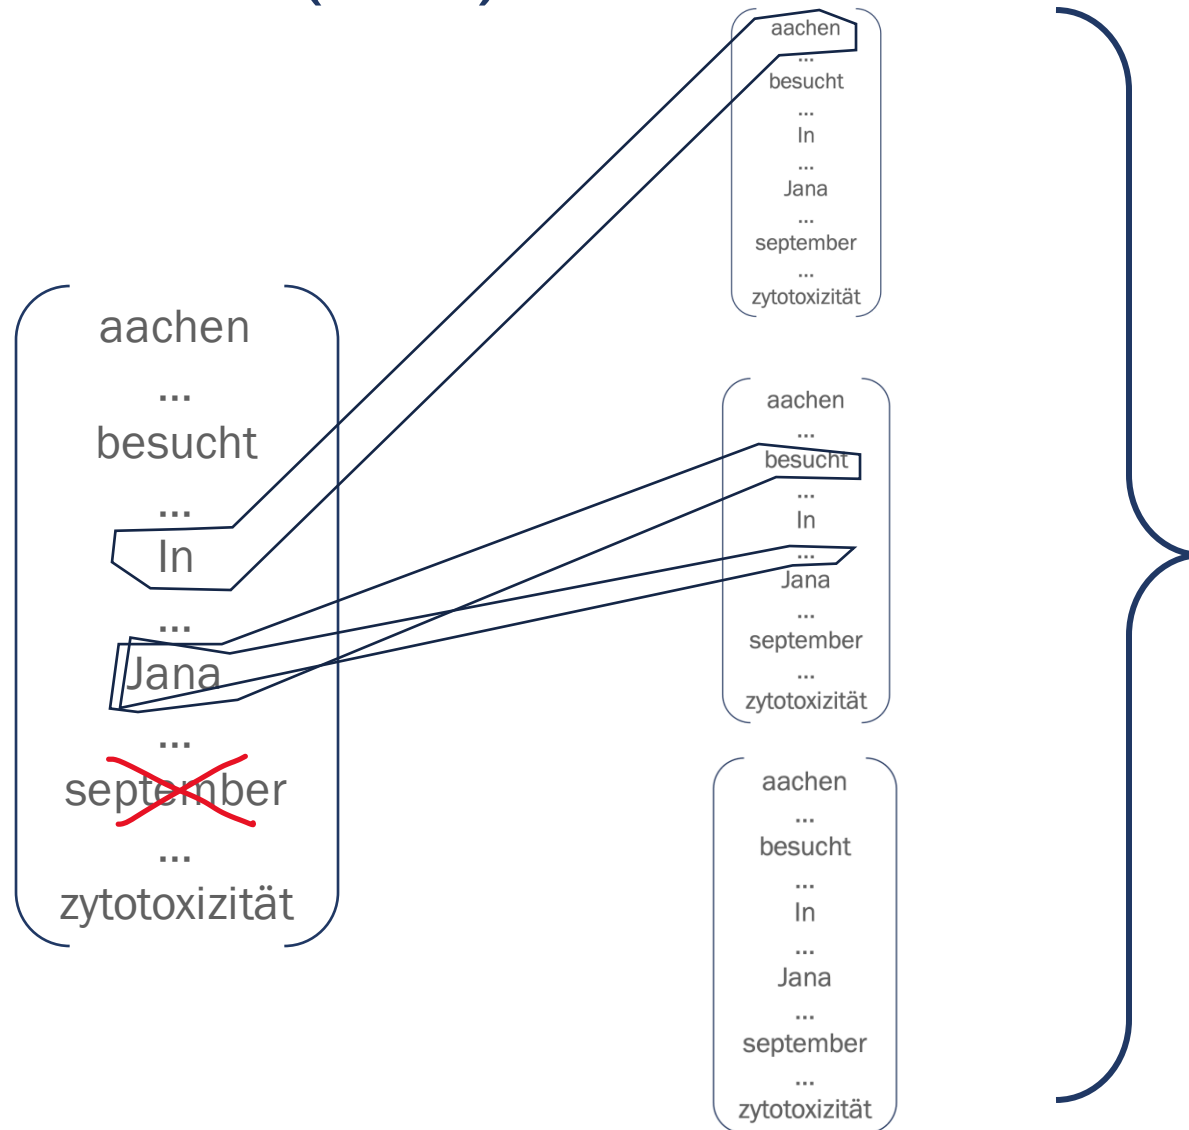 aachen
...
besucht
...
In
...
Jana
...
september
...
zytotoxizität
aachen
...
besucht
...
In
...
Jana
...
september
...
zytotoxizität
aachen
...
besucht
...
In
...
Jana
...
september
...
zytotoxizität
aachen
...
besucht
...
In
...
Jana
...
september
...
zytotoxizität